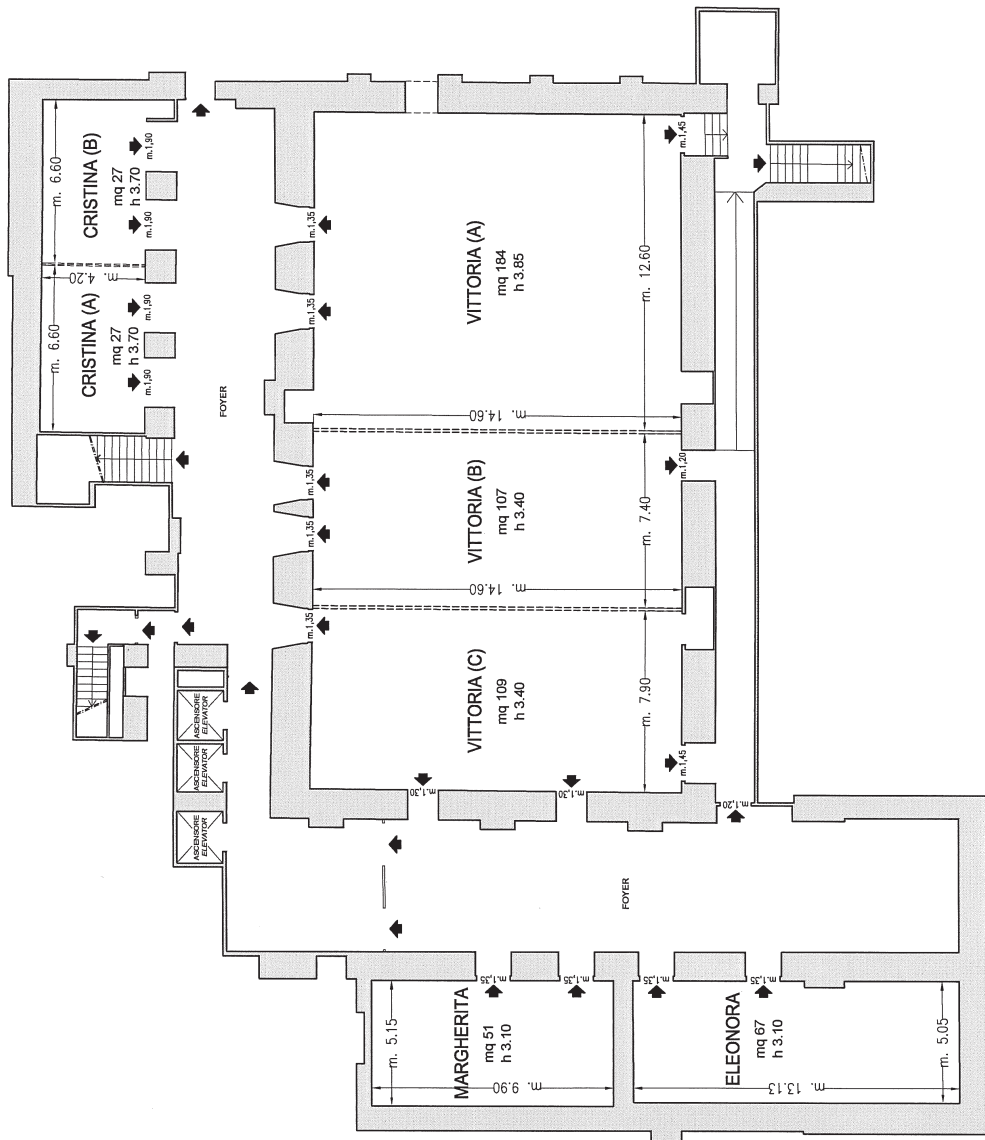 m. 6.60
CRISTINA (B)
mq 27
h 3.70
m.1,90
m.1,90
m. 4.20
m. 6.60
CRISTINA (A)
mq 27
h 3.70
m.1,90
m.1,90
FOYER
m.1,35
m.1,35
VITTORIA (A)
mq 184
h 3.85
m. 12.60
m.1,45
m. 14.60
m.1,35
m.1,35
VITTORIA (B)
mq 107
h 3.40
m. 7.40
m.1,20
m. 14.60
m.1,35
VITTORIA (C)
mq 109
h 3.40
m. 7.90
m.1,45
m.1,30
m.1,30
m.1,20
ASCENSORE
ELEVATOR
ASCENSORE
ELEVATOR
ASCENSORE
ELEVATOR
FOYER
m.1,35
m.1,35
m.1,35
m.1,35
m. 5.15
MARGHERITA
mq 51
h 3.10
m. 9.90
ELEONORA
mq 67
h 3.10
m. 13.13
m. 5.05